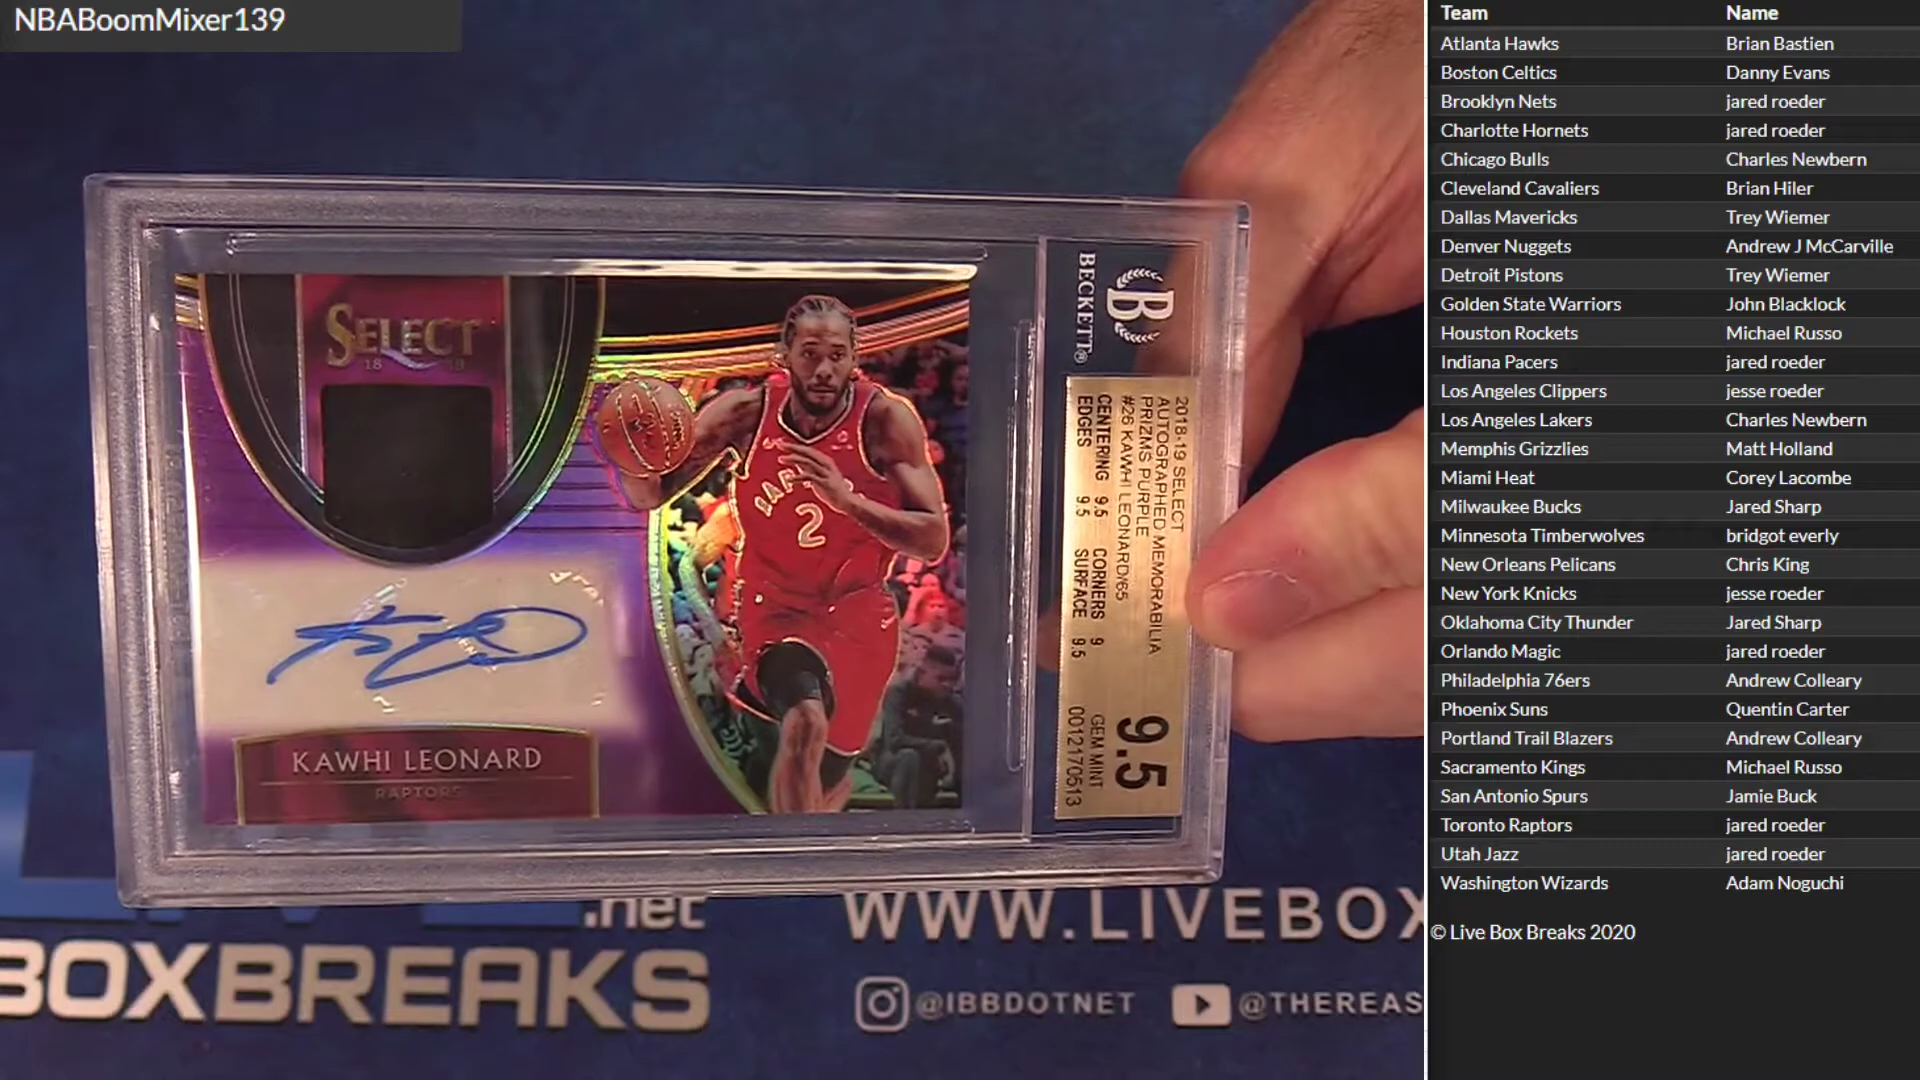 NBABoomMixer139
SELECT
18 19
RAPTORS
2
KAWHI LEONARD
RAPTORS
BECKETT®
B
2018-19 SELECT
AUTOGRAPHED MEMORABILIA
PRIZMS PURPLE
#26 KAWHI LEONARD/65
CENTERING 9.5 CORNERS 9
EDGES 9.5 SURFACE 9.5
9.5
GEM MINT
0012170513
.net
BOXBREAKS
WWW.LIVEBOX
@IBBDOTNET @THEREAS
Team Name
Atlanta Hawks Brian Bastien
Boston Celtics Danny Evans
Brooklyn Nets jared roeder
Charlotte Hornets jared roeder
Chicago Bulls Charles Newbern
Cleveland Cavaliers Brian Hiler
Dallas Mavericks Trey Wiemer
Denver Nuggets Andrew J McCarville
Detroit Pistons Trey Wiemer
Golden State Warriors John Blacklock
Houston Rockets Michael Russo
Indiana Pacers jared roeder
Los Angeles Clippers jesse roeder
Los Angeles Lakers Charles Newbern
Memphis Grizzlies Matt Holland
Miami Heat Corey Lacombe
Milwaukee Bucks Jared Sharp
Minnesota Timberwolves bridgot everly
New Orleans Pelicans Chris King
New York Knicks jesse roeder
Oklahoma City Thunder Jared Sharp
Orlando Magic jared roeder
Philadelphia 76ers Andrew Colleary
Phoenix Suns Quentin Carter
Portland Trail Blazers Andrew Colleary
Sacramento Kings Michael Russo
San Antonio Spurs Jamie Buck
Toronto Raptors jared roeder
Utah Jazz jared roeder
Washington Wizards Adam Noguchi
© Live Box Breaks 2020